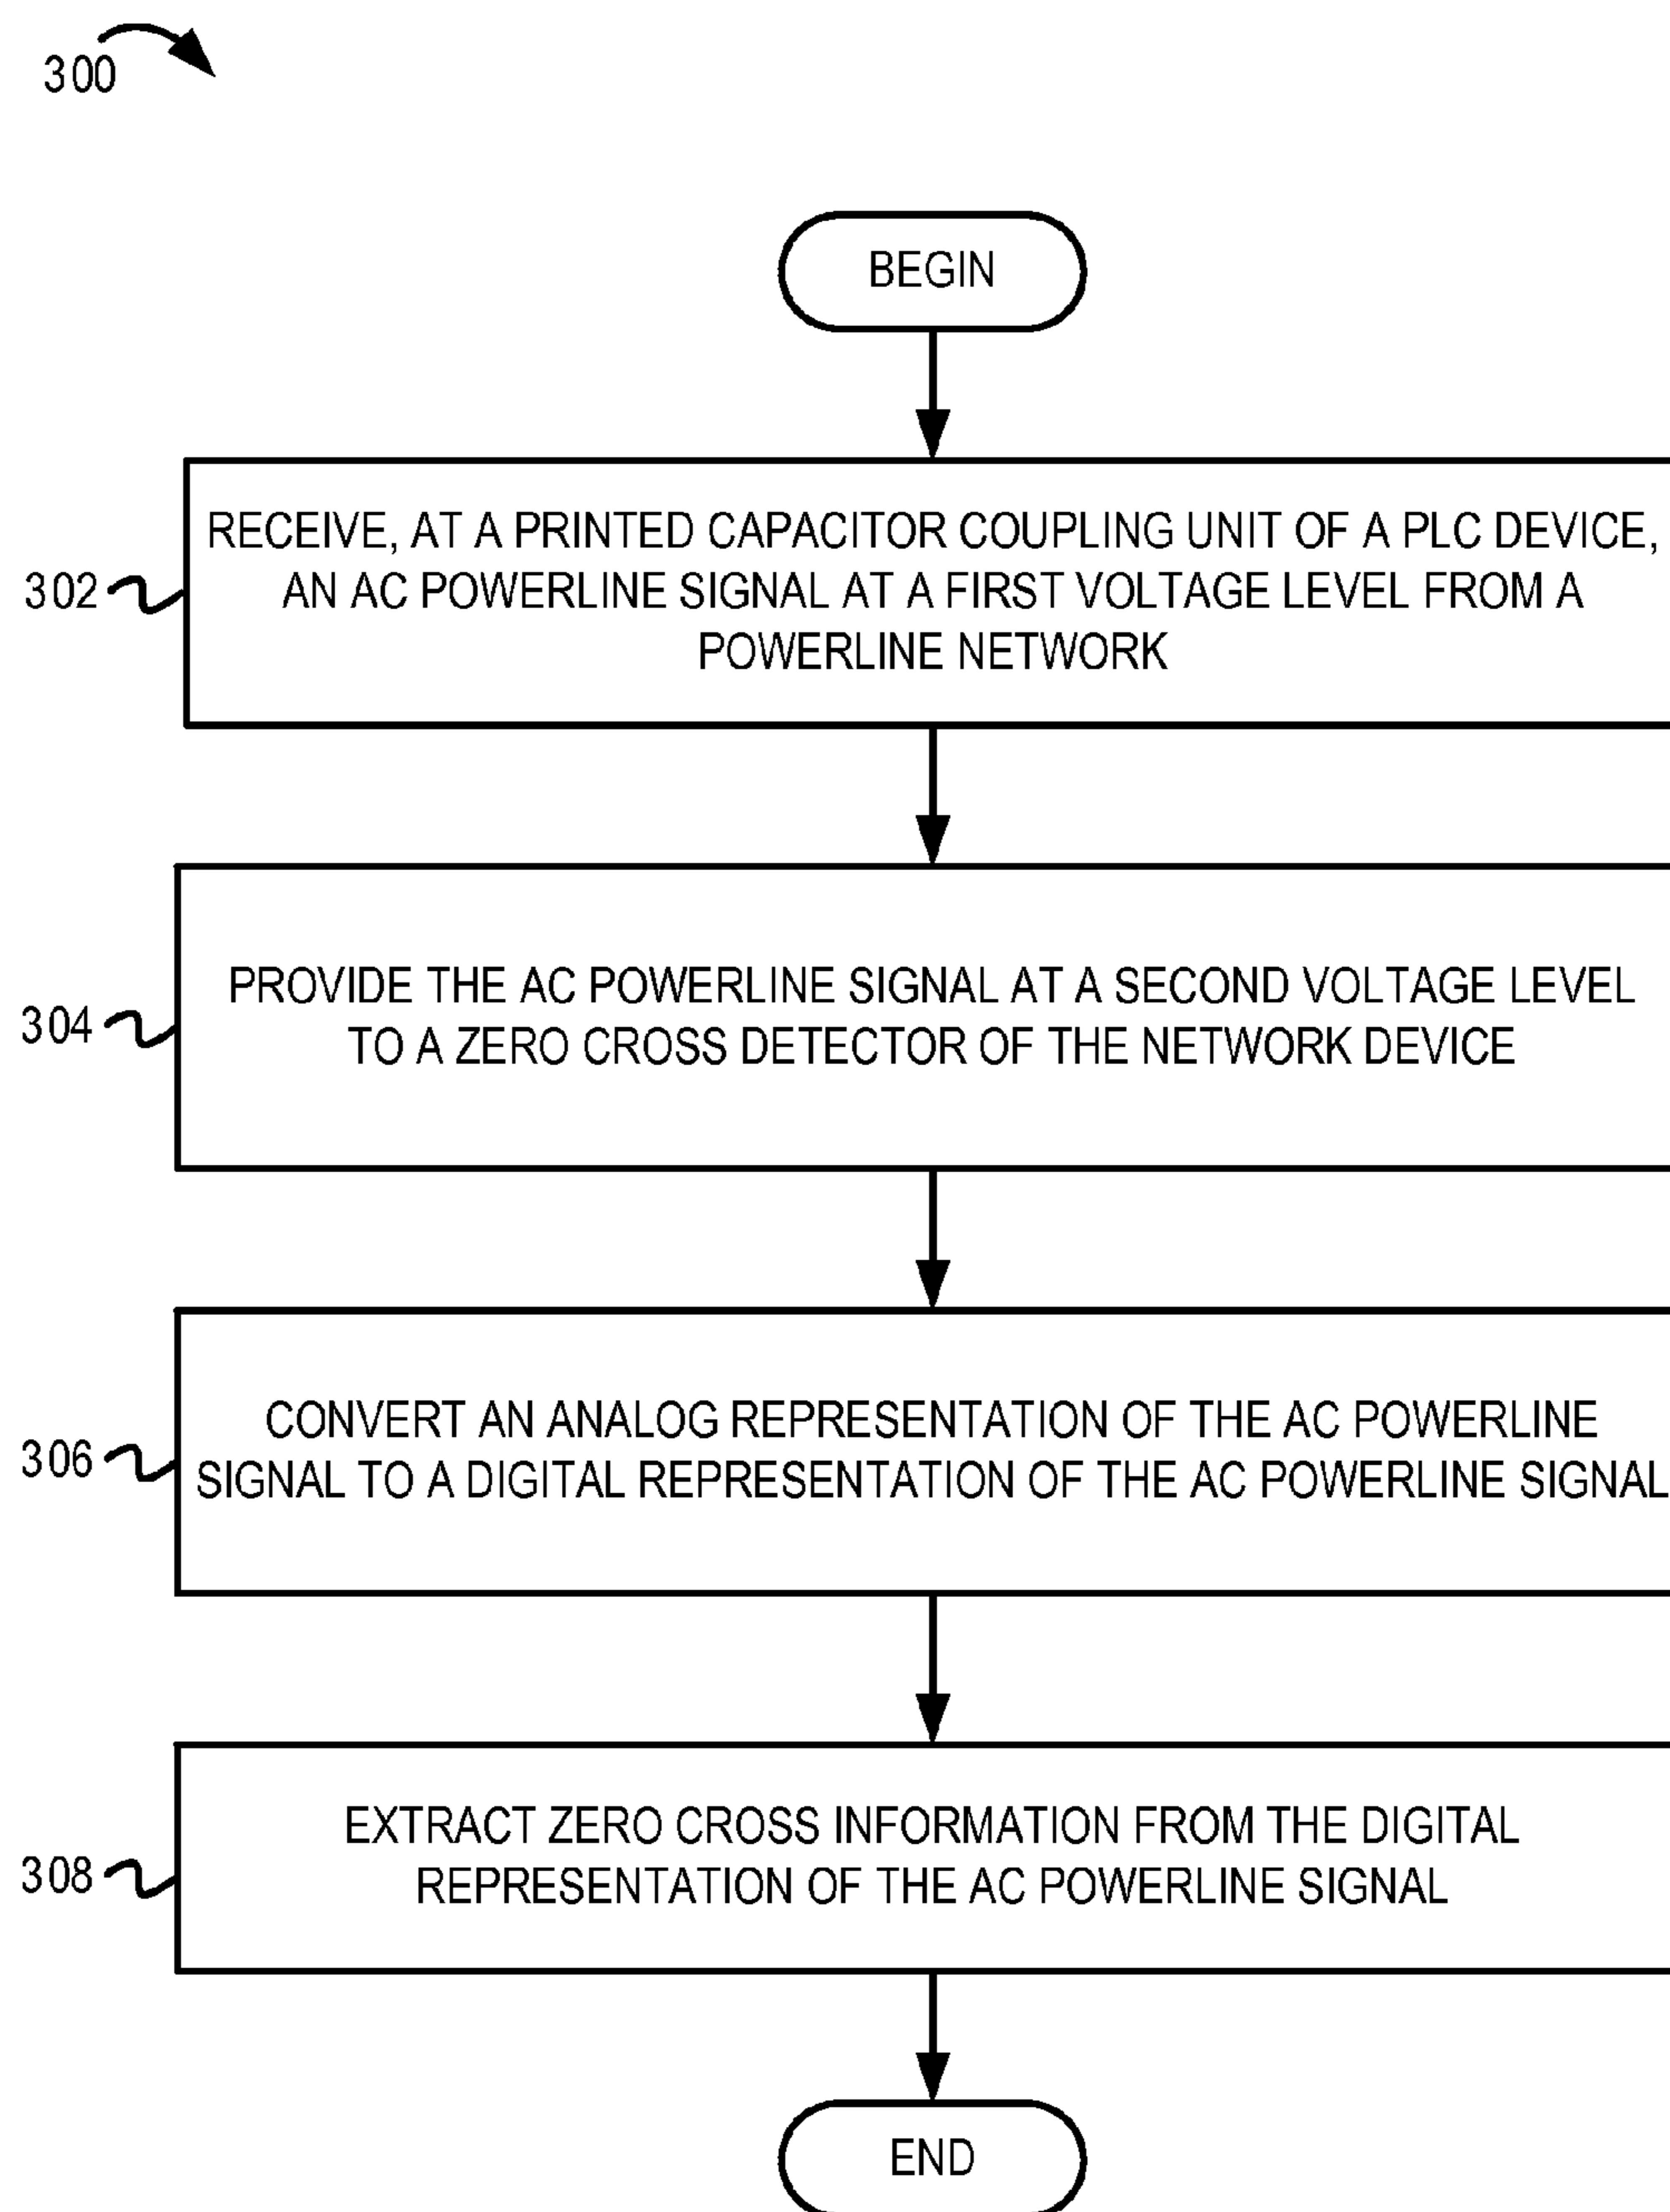 300
BEGIN
302
RECEIVE, AT A PRINTED CAPACITOR COUPLING UNIT OF A PLC DEVICE,
AN AC POWERLINE SIGNAL AT A FIRST VOLTAGE LEVEL FROM A
POWERLINE NETWORK
304
PROVIDE THE AC POWERLINE SIGNAL AT A SECOND VOLTAGE LEVEL
TO A ZERO CROSS DETECTOR OF THE NETWORK DEVICE
306
CONVERT AN ANALOG REPRESENTATION OF THE AC POWERLINE
SIGNAL TO A DIGITAL REPRESENTATION OF THE AC POWERLINE SIGNAL
308
EXTRACT ZERO CROSS INFORMATION FROM THE DIGITAL
REPRESENTATION OF THE AC POWERLINE SIGNAL
END